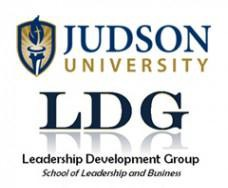 JUDSON
UNIVERSITY
LDG
Leadership Development Group
School of Leadership and Business